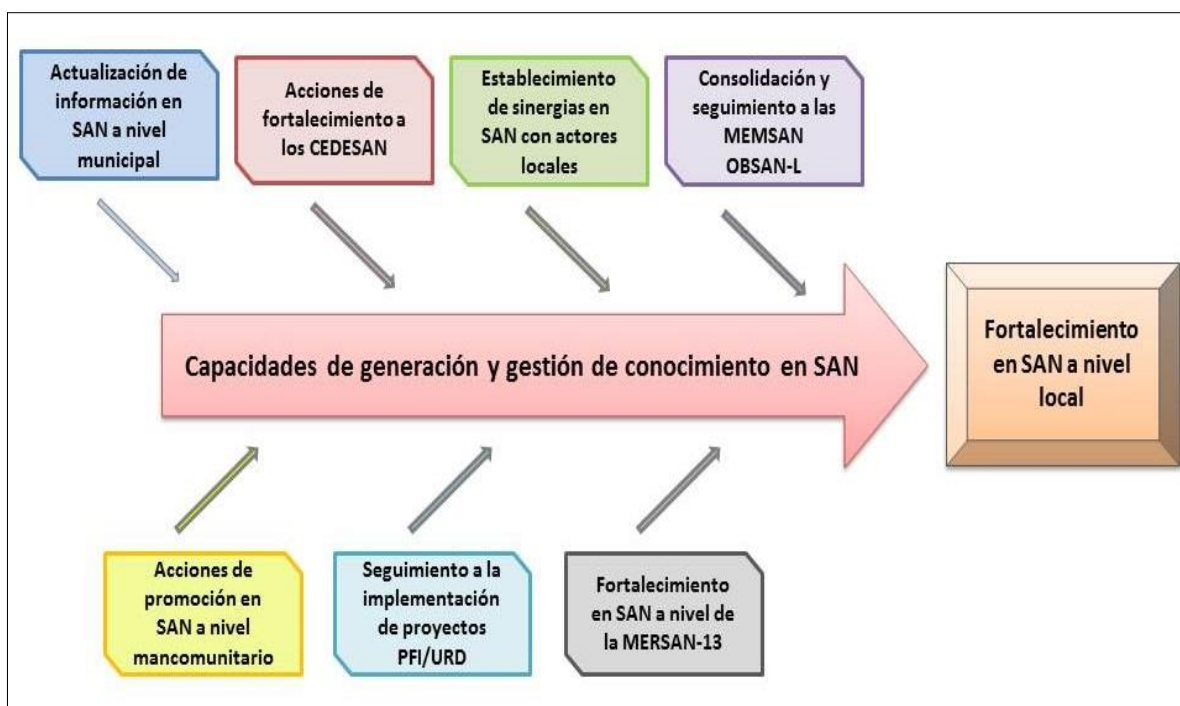 Actualización de
información en
SAN a nivel
municipal
Acciones de
fortalecimiento a
los CEDESAN
Establecimiento
de sinergias en
SAN con actores
locales
Consolidación y
seguimiento a las
MEMSAN
OBSAN-L
Capacidades de generación y gestión de conocimiento en SAN
Fortalecimiento
en SAN a nivel
local
Acciones de
promoción en
SAN a nivel
mancomunitario
Seguimiento a la
implementación
de proyectos
PFI/URD
Fortalecimiento
en SAN a nivel de
la MERSAN-13